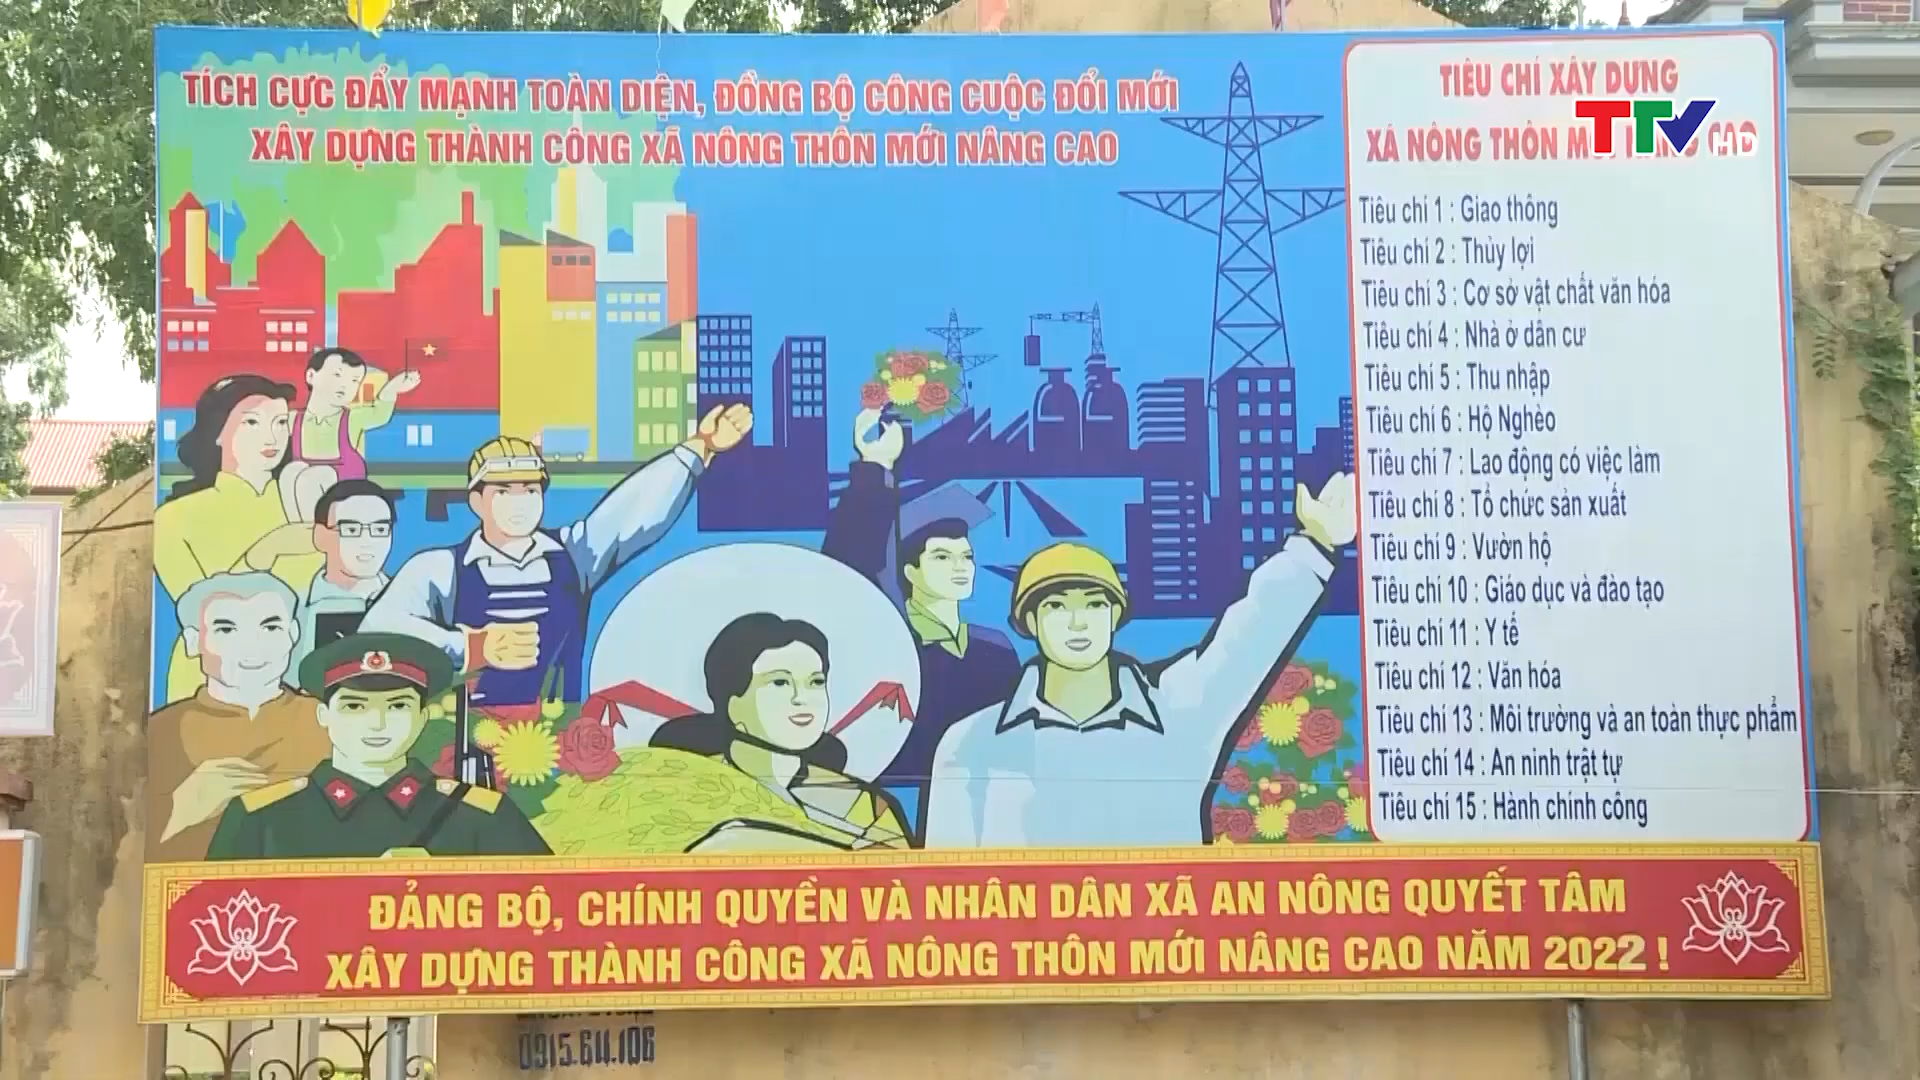 TÍCH CỰC ĐẨY MẠNH TOÀN DIỆN, ĐỒNG BỘ CÔNG CUỘC ĐỔI MỚI
XÂY DỰNG THÀNH CÔNG XÃ NÔNG THÔN MỚI NÂNG CAO
TIÊU CHÍ XÂY DỰNG
XÃ NÔNG THÔN MỚI NÂNG CAO
TTV HD
Tiêu chí 1 : Giao thông
Tiêu chí 2 : Thủy lợi
Tiêu chí 3 : Cơ sở vật chất văn hóa
Tiêu chí 4 : Nhà ở dân cư
Tiêu chí 5 : Thu nhập
Tiêu chí 6 : Hộ Nghèo
Tiêu chí 7 : Lao động có việc làm
Tiêu chí 8 : Tổ chức sản xuất
Tiêu chí 9 : Vườn hộ
Tiêu chí 10 : Giáo dục và đào tạo
Tiêu chí 11 : Y tế
Tiêu chí 12 : Văn hóa
Tiêu chí 13 : Môi trường và an toàn thực phẩm
Tiêu chí 14 : An ninh trật tự
Tiêu chí 15 : Hành chính công
ĐẢNG BỘ, CHÍNH QUYỀN VÀ NHÂN DÂN XÃ AN NÔNG QUYẾT TÂM
XÂY DỰNG THÀNH CÔNG XÃ NÔNG THÔN MỚI NÂNG CAO NĂM 2022 !